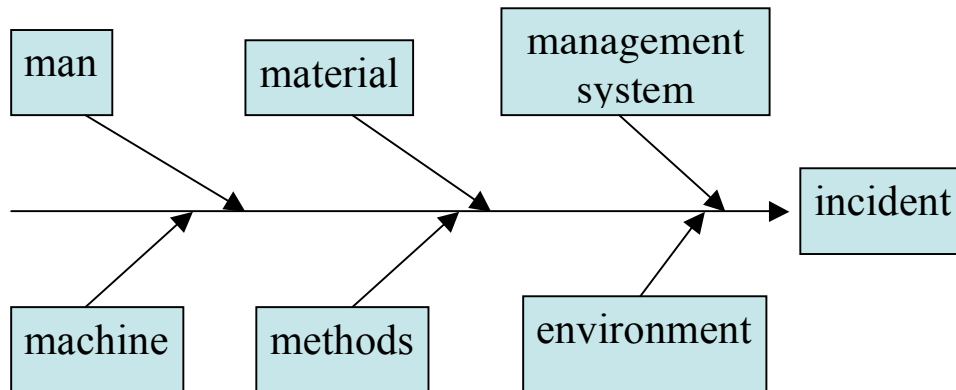 man
material
management
system
incident
machine
methods
environment